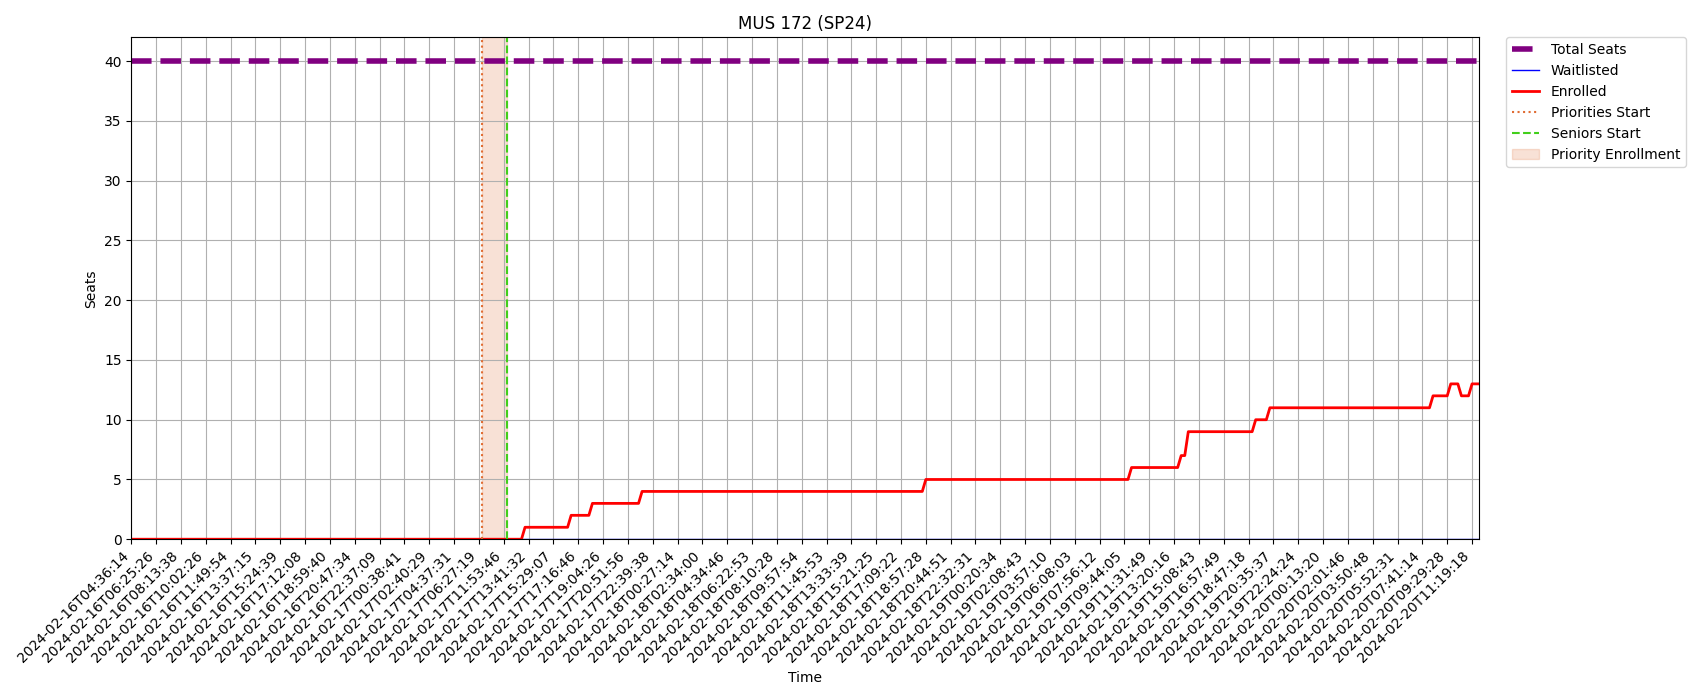 MUS 172 (SP24)
Total Seats
Waitlisted
Enrolled
Priorities Start
Seniors Start
Priority Enrollment
Seats
40
35
30
25
20
15
10
5
0
2024-02-16T04:36:14
2024-02-16T06:25:26
2024-02-16T08:13:38
2024-02-16T10:02:26
2024-02-16T11:49:54
2024-02-16T13:37:15
2024-02-16T15:24:39
2024-02-16T17:12:08
2024-02-16T18:59:40
2024-02-16T20:47:34
2024-02-16T22:37:09
2024-02-17T00:38:41
2024-02-17T02:40:29
2024-02-17T04:37:31
2024-02-17T06:27:19
2024-02-17T11:53:46
2024-02-17T13:41:32
2024-02-17T15:29:07
2024-02-17T17:16:46
2024-02-17T19:04:26
2024-02-17T20:51:56
2024-02-17T22:39:38
2024-02-18T00:27:14
2024-02-18T02:34:00
2024-02-18T04:34:46
2024-02-18T06:22:53
2024-02-18T08:10:28
2024-02-18T09:57:54
2024-02-18T11:45:53
2024-02-18T13:33:39
2024-02-18T15:21:25
2024-02-18T17:09:22
2024-02-18T18:57:28
2024-02-18T20:44:51
2024-02-18T22:32:31
2024-02-19T00:20:34
2024-02-19T02:08:43
2024-02-19T03:57:10
2024-02-19T06:08:03
2024-02-19T07:56:12
2024-02-19T09:44:05
2024-02-19T11:31:49
2024-02-19T13:20:16
2024-02-19T15:08:43
2024-02-19T16:57:49
2024-02-19T18:47:18
2024-02-19T20:35:37
2024-02-19T22:24:24
2024-02-20T00:13:20
2024-02-20T02:01:46
2024-02-20T03:50:48
2024-02-20T05:52:31
2024-02-20T07:41:14
2024-02-20T09:29:28
2024-02-20T11:19:18
Time